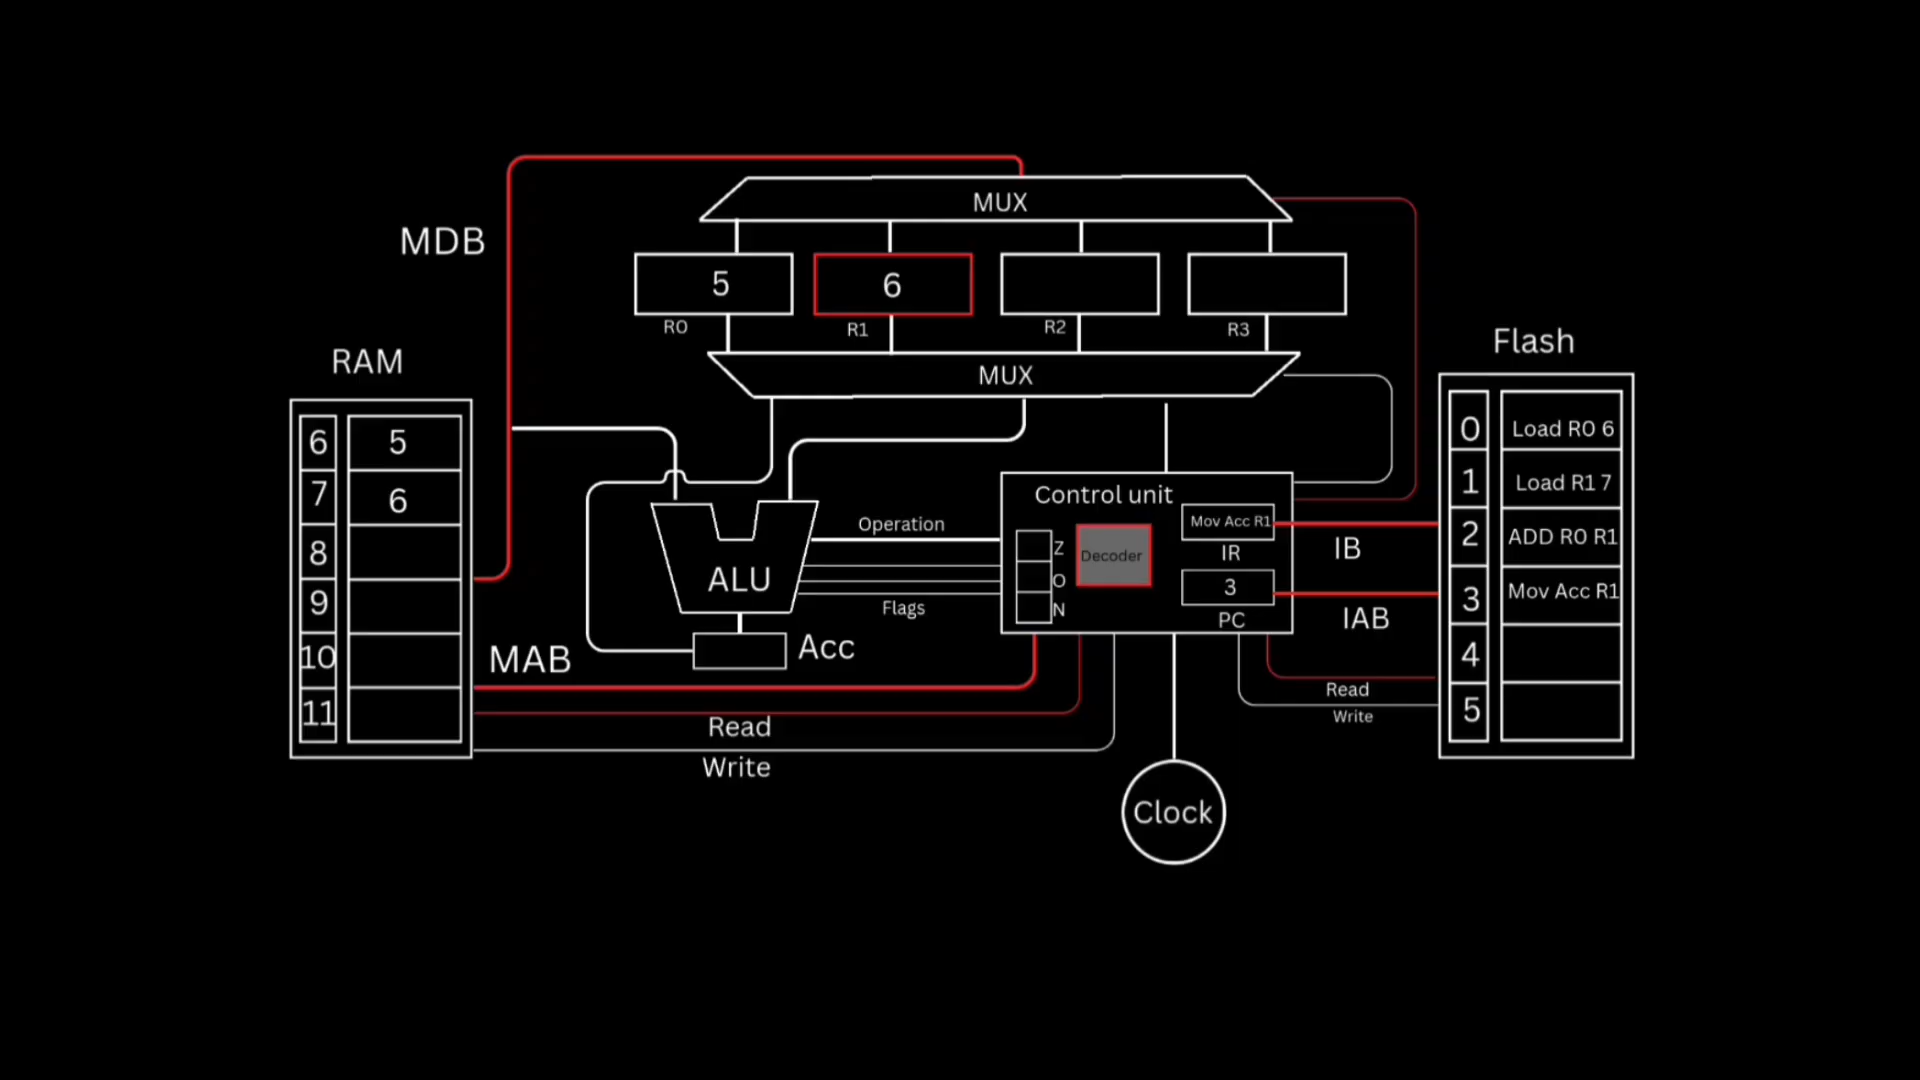 MUX
MDB
5
6
R0
R1
R2
R3
MUX
RAM
6 5
7 6
8
9
10
11
Flash
0 Load R0 6
1 Load R1 7
2 ADD R0 R1
3 Mov Acc R1
4
5
Control unit
Mov Acc R1
IR
3
PC
Decoder
Z
O
N
Operation
Flags
ALU
Acc
IB
IAB
MAB
Read
Write
Read
Write
Clock